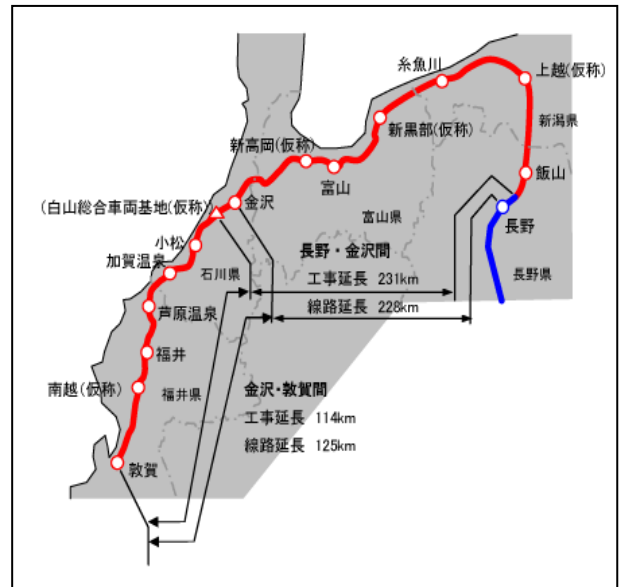 糸魚川
上越(仮称)
新潟県
新黒部(仮称)
新高岡(仮称)
富山
飯山
(白山総合車両基地(仮称)
金沢
富山県
長野
小松
長野・金沢間
加賀温泉
石川県
長野県
工事延長 231km
線路延長 228km
芦原温泉
福井
南越(仮称)
福井県
金沢・敦賀間
工事延長 114km
線路延長 125km
敦賀